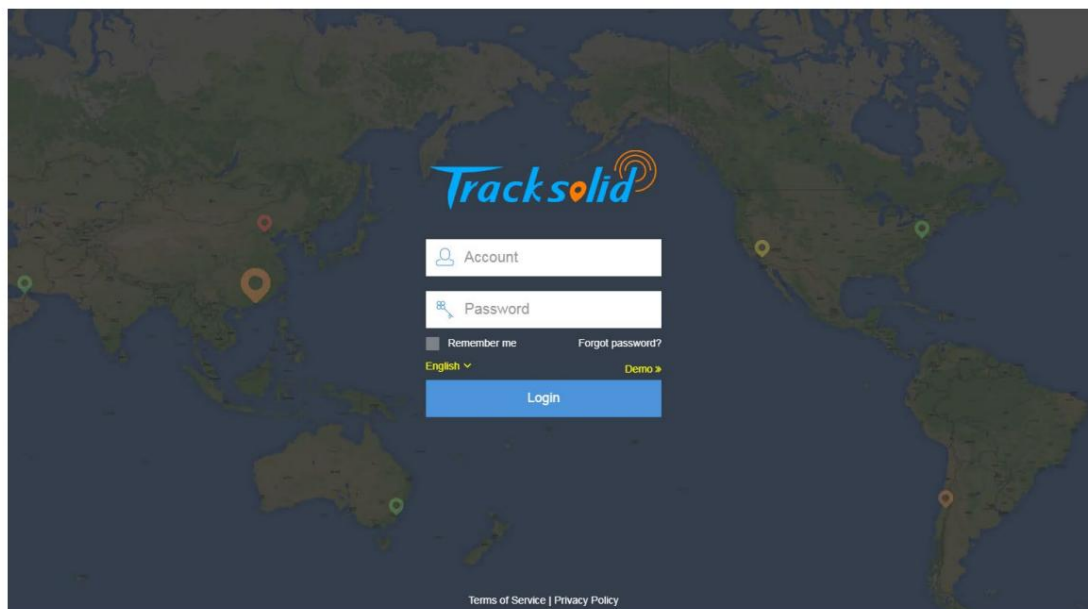 Tracksolid
Account
Password
Remember me Forgot password?
English Demo »
Login
Terms of Service | Privacy Policy